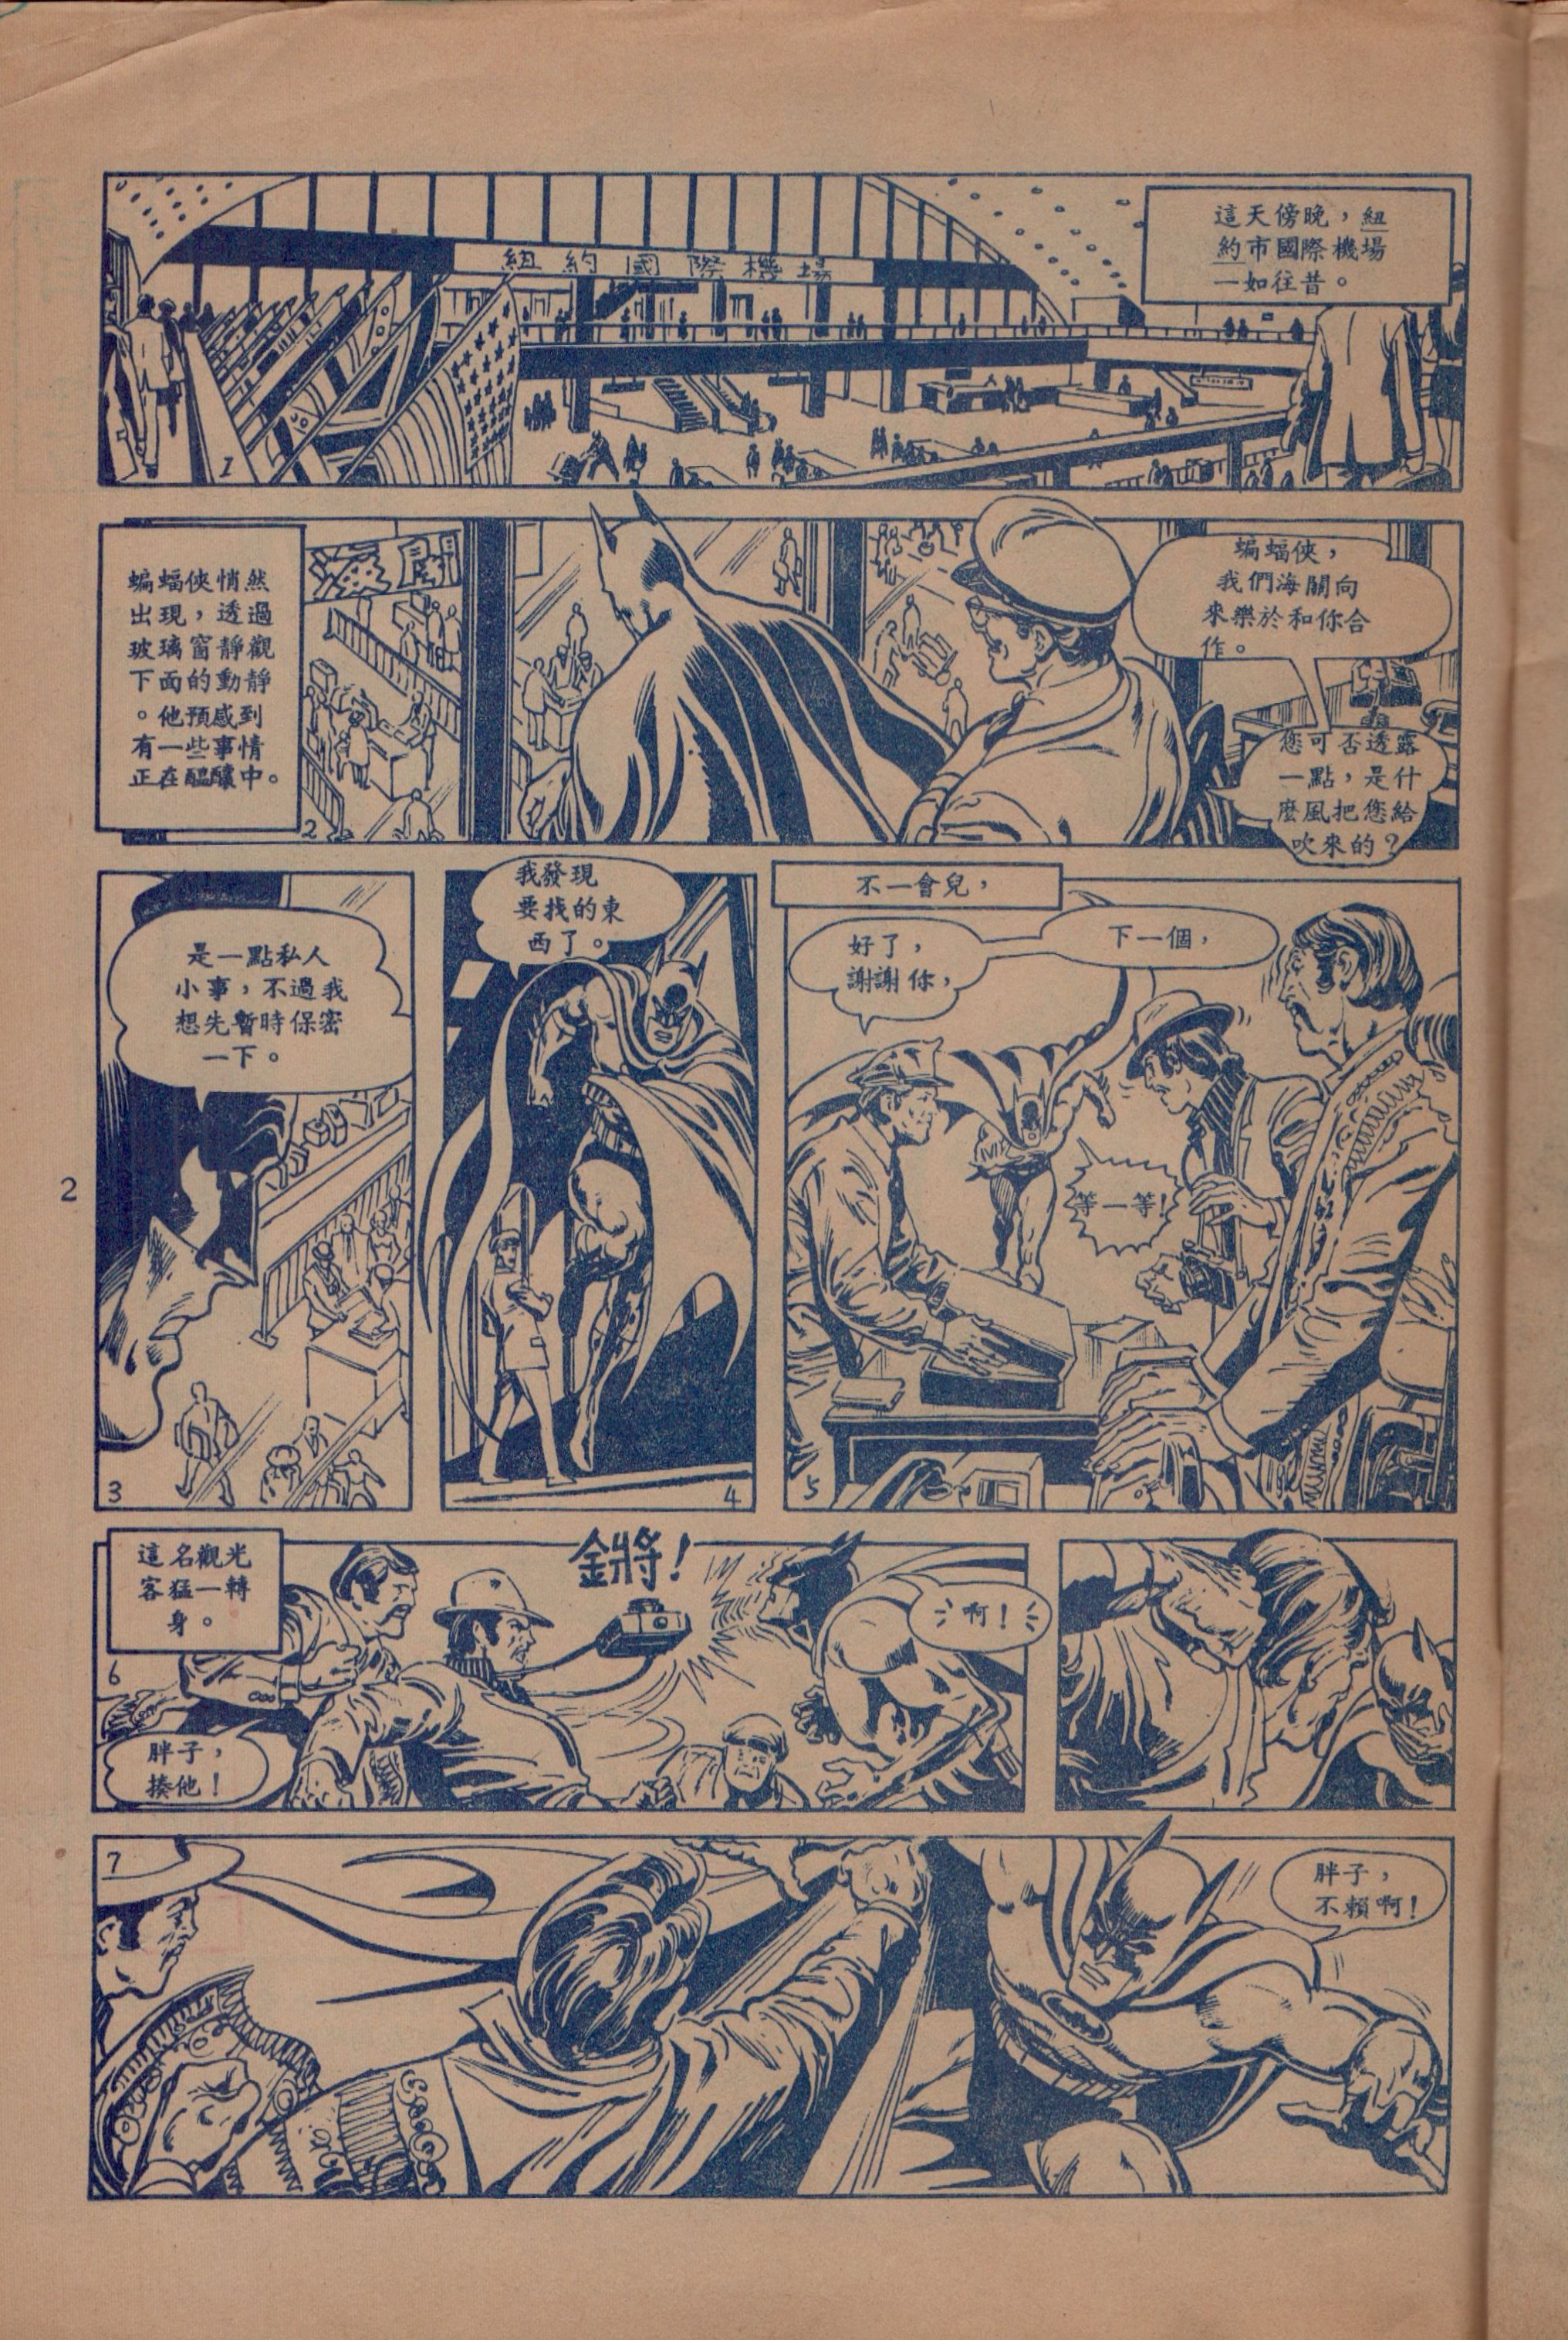 這天傍晚，紐
約市國際機場
一如往昔。
紐約國際機場
1
蝙蝠俠悄然
出現，透過
玻璃窗靜觀
下面的動靜
。他預感到
有一些事情
正在醞釀中。
2
蝙蝠俠，
我們海關向
來樂於和你合
作。
您可否透露
一點，是什
麼風把您給
吹來的？
是一點私人
小事，不過我
想先暫時保密
一下。
3
我發現
要找的東
西了。
4
不一會兒，
好了，
謝謝你，
下一個，
等一等!
5
2
這名觀光
客猛一轉
身。
鏘！
啊！
6
胖子，
揍他！
7
胖子，
不賴啊！